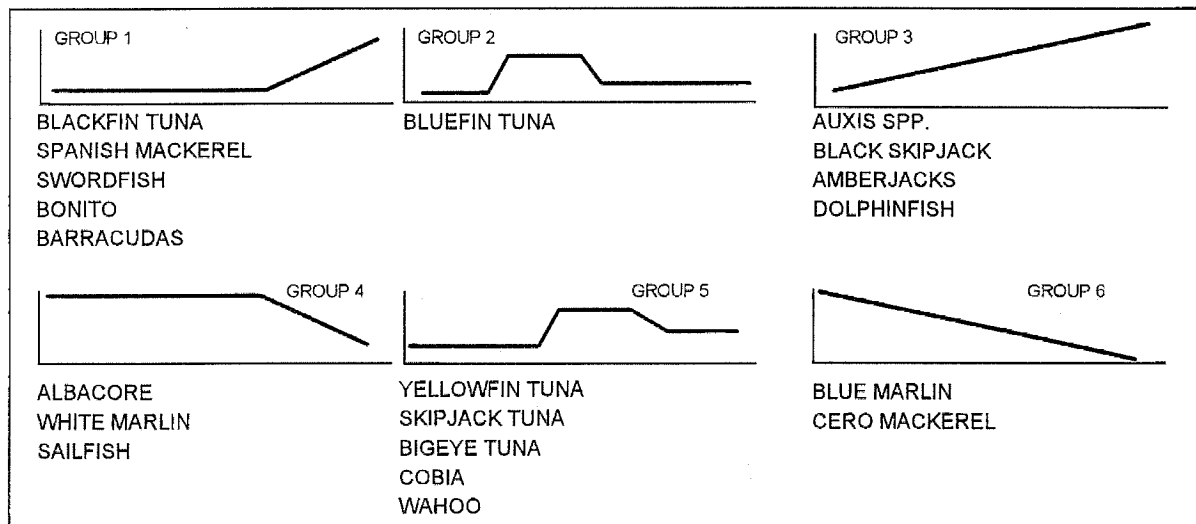 GROUP 1
BLACKFIN TUNA
SPANISH MACKEREL
SWORDFISH
BONITO
BARRACUDAS
GROUP 2
BLUEFIN TUNA
GROUP 3
AUXIS SPP.
BLACK SKIPJACK
AMBERJACKS
DOLPHINFISH
GROUP 4
ALBACORE
WHITE MARLIN
SAILFISH
GROUP 5
YELLOWFIN TUNA
SKIPJACK TUNA
BIGEYE TUNA
COBIA
WAHOO
GROUP 6
BLUE MARLIN
CERO MACKEREL